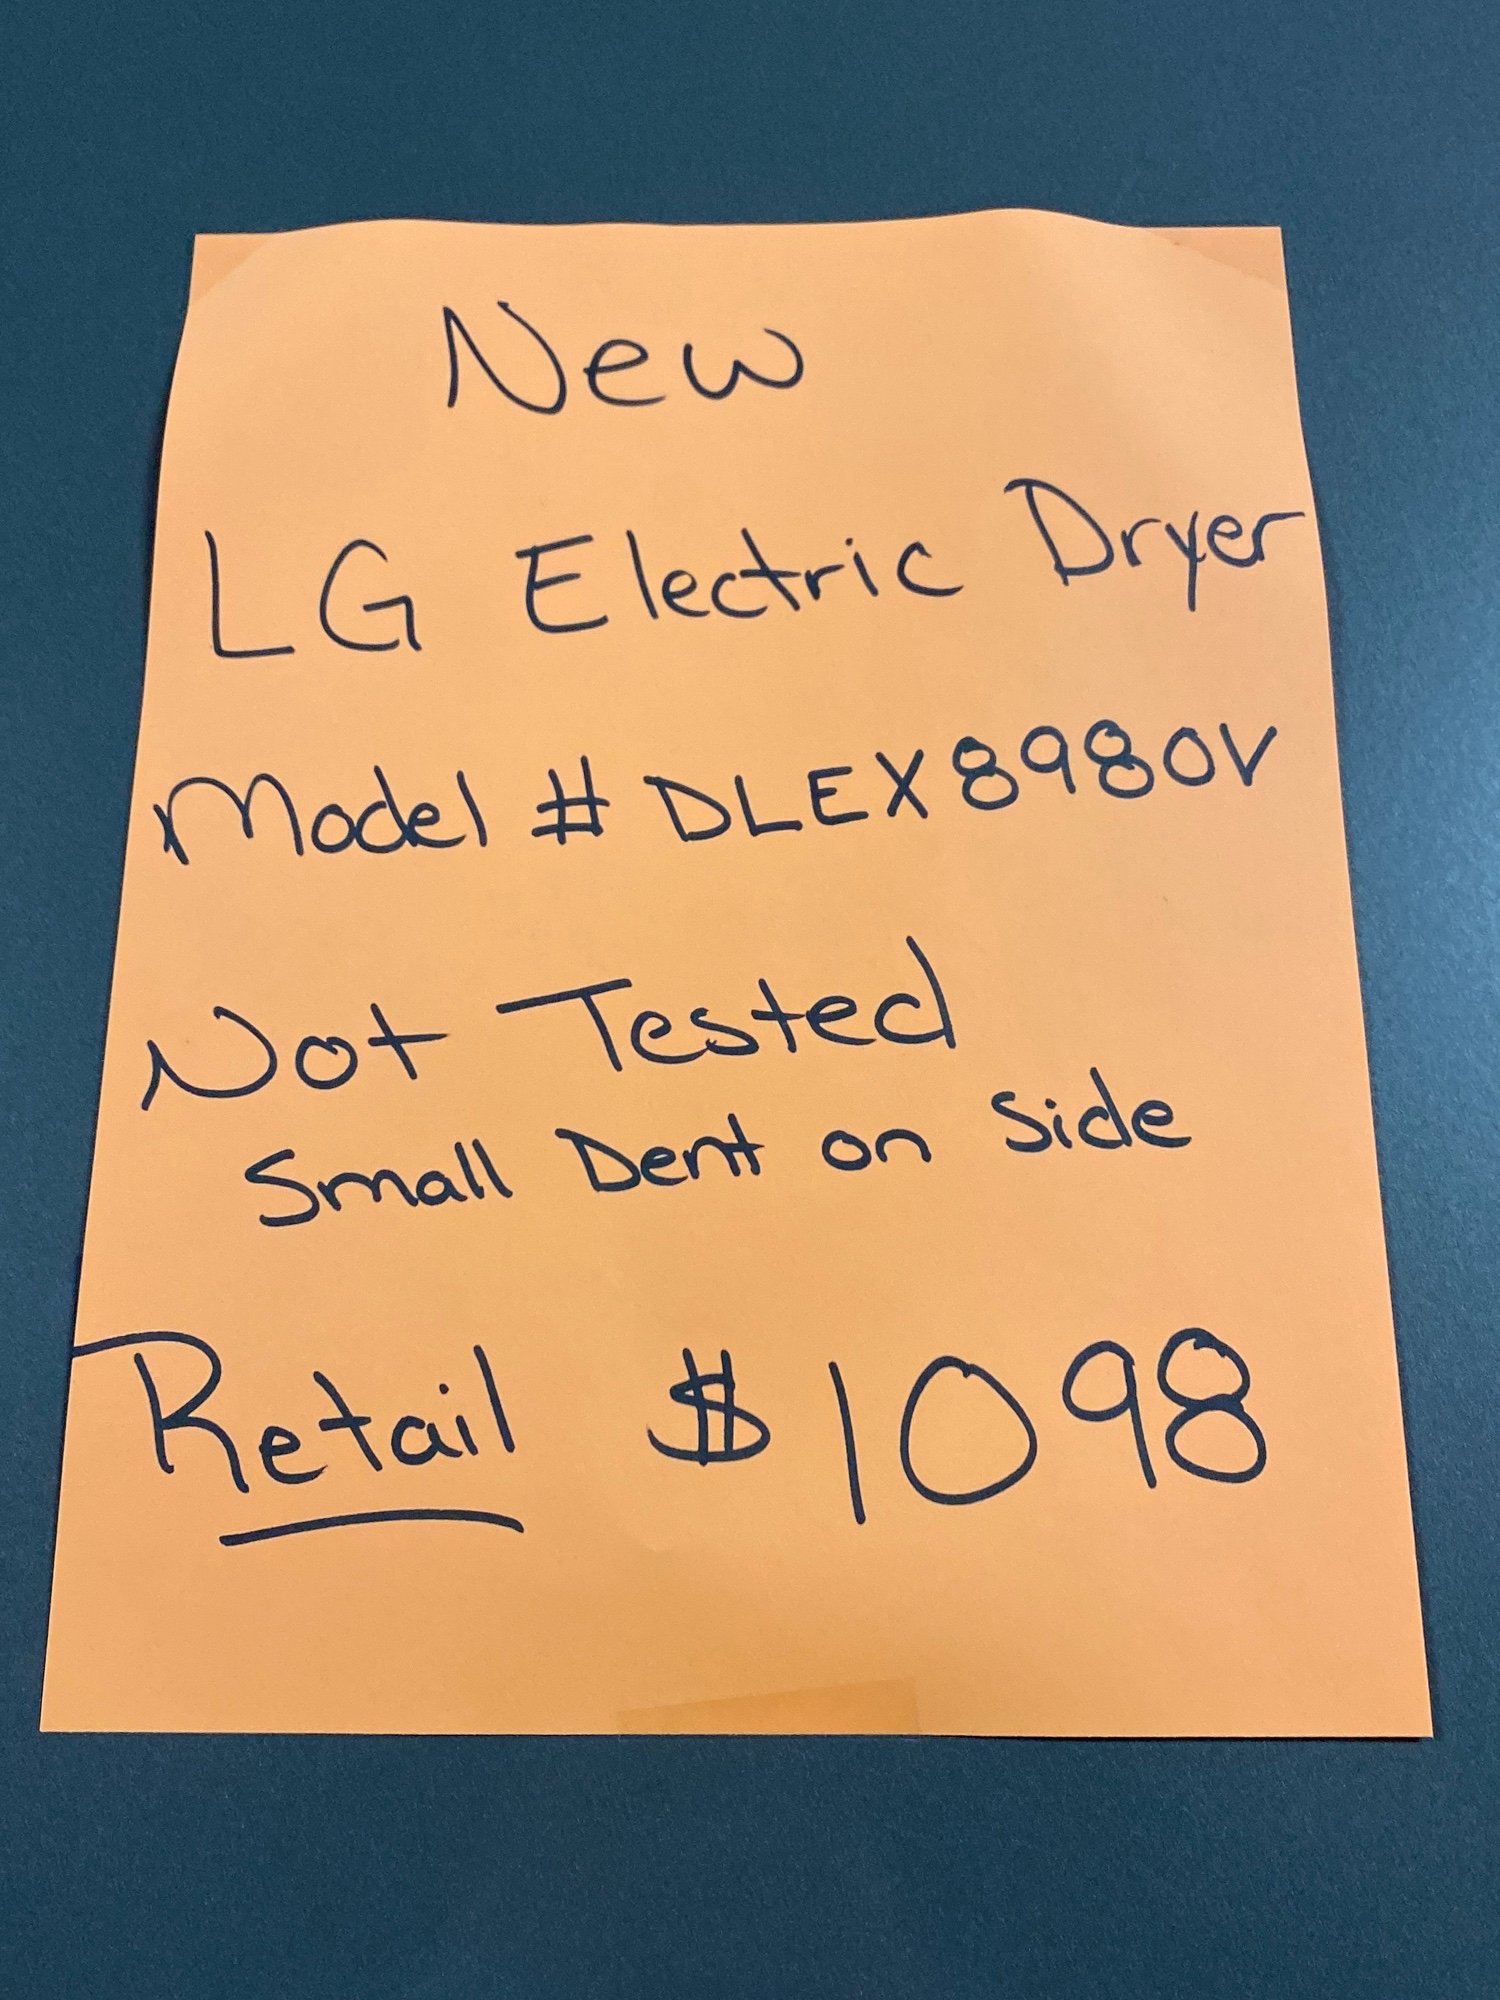 New
LG Electric Dryer
Model # DLEX8980V
Not Tested
Small Dent on Side
Retail $1098